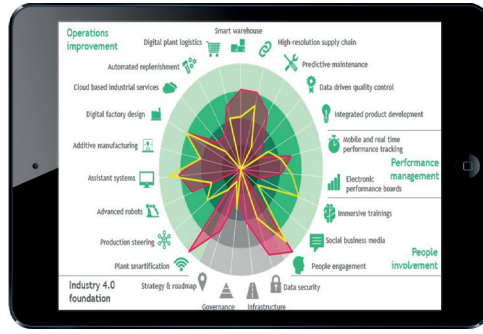 Operations
improvement
Smart warehouse
Digital plant logistics
High-resolution supply chain
Automated replenishment
Predictive maintenance
Cloud based industrial services
Data driven quality control
Digital factory design
Integrated product development
Additive manufacturing
Mobile and real time
performance tracking
Performance
management
Assistant systems
Electronic
performance boards
Advanced robots
Immersive trainings
Production steering
Social business media
People
involvement
Plant smartification
People engagement
Industry 4.0
foundation
Strategy & roadmap
Data security
Governance
Infrastructure